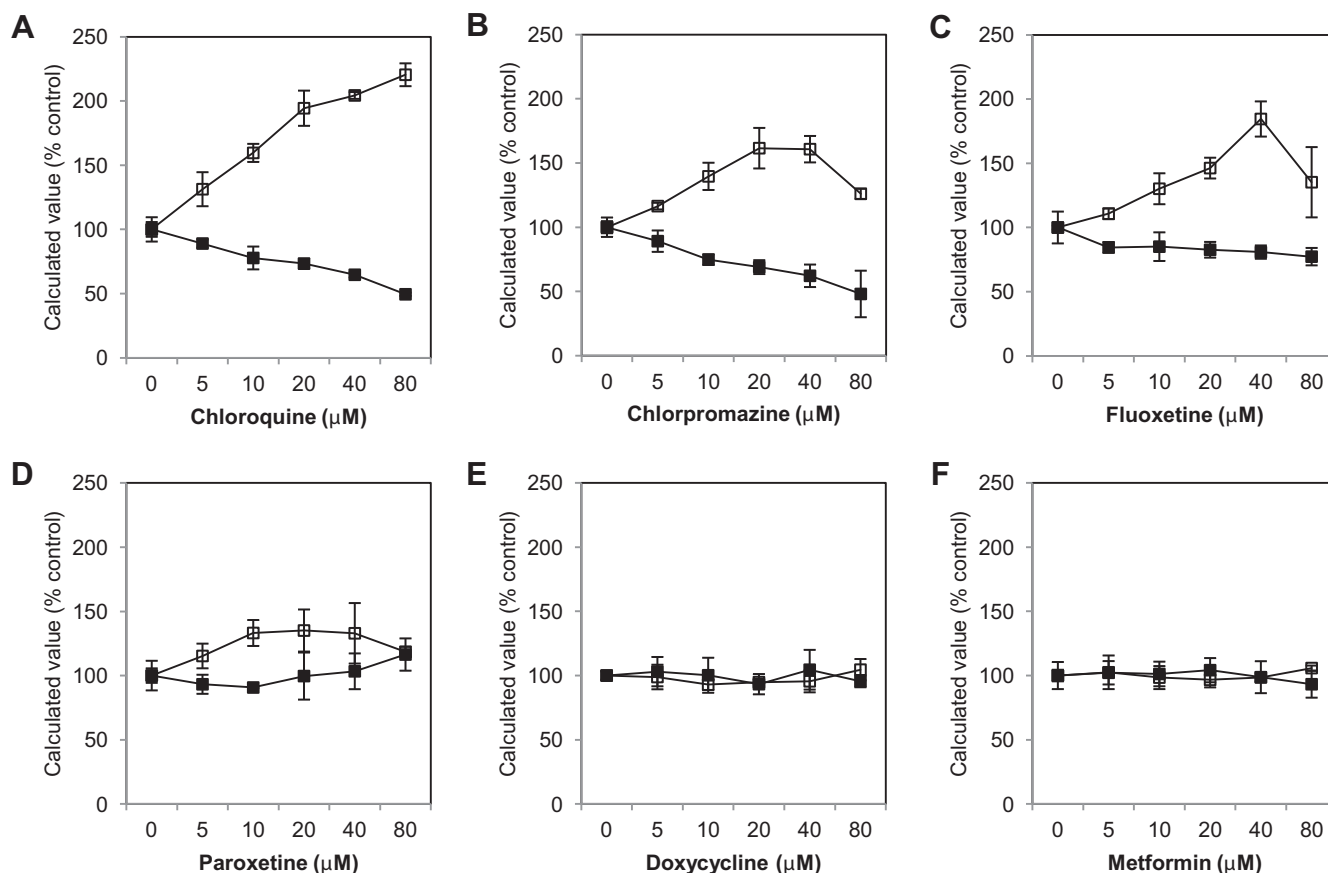 A
Calculated value (% control)
250
200
150
100
50
0
0 5 10 20 40 80
Chloroquine (μM)
B
Calculated value (% control)
250
200
150
100
50
0
0 5 10 20 40 80
Chlorpromazine (μM)
C
Calculated value (% control)
250
200
150
100
50
0
0 5 10 20 40 80
Fluoxetine (μM)
D
Calculated value (% control)
250
200
150
100
50
0
0 5 10 20 40 80
Paroxetine (μM)
E
Calculated value (% control)
250
200
150
100
50
0
0 5 10 20 40 80
Doxycycline (μM)
F
Calculated value (% control)
250
200
150
100
50
0
0 5 10 20 40 80
Metformin (μM)